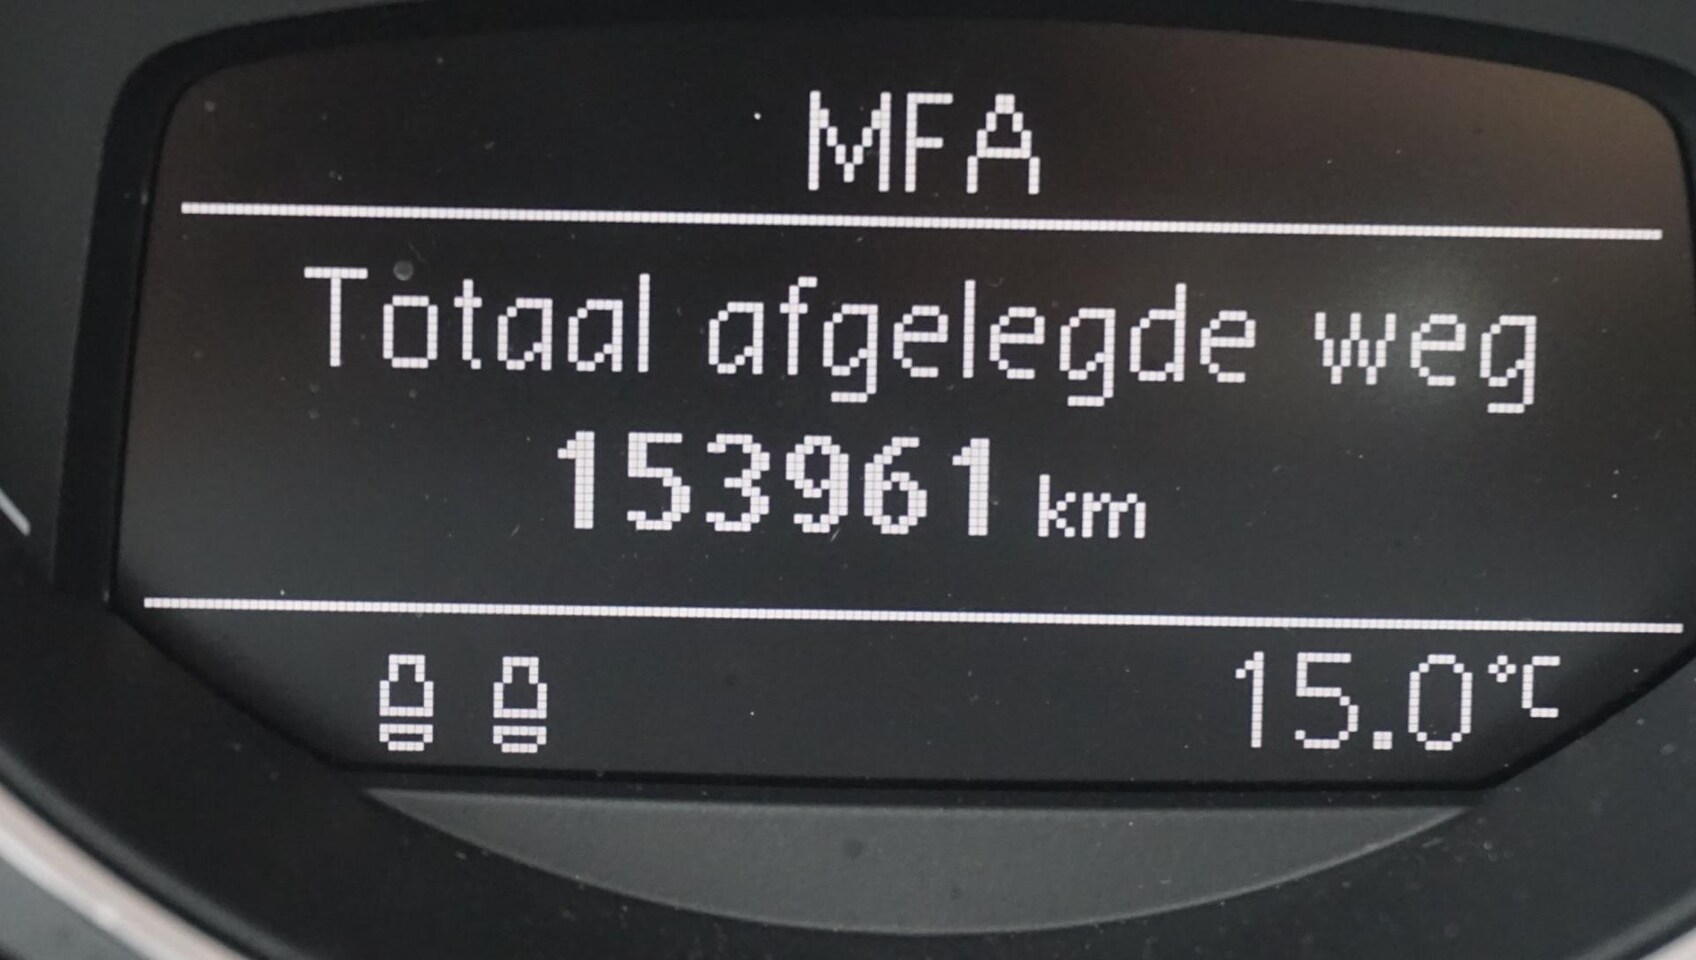 MFA
Totaal afgelegde weg
153961 km
15.0°C